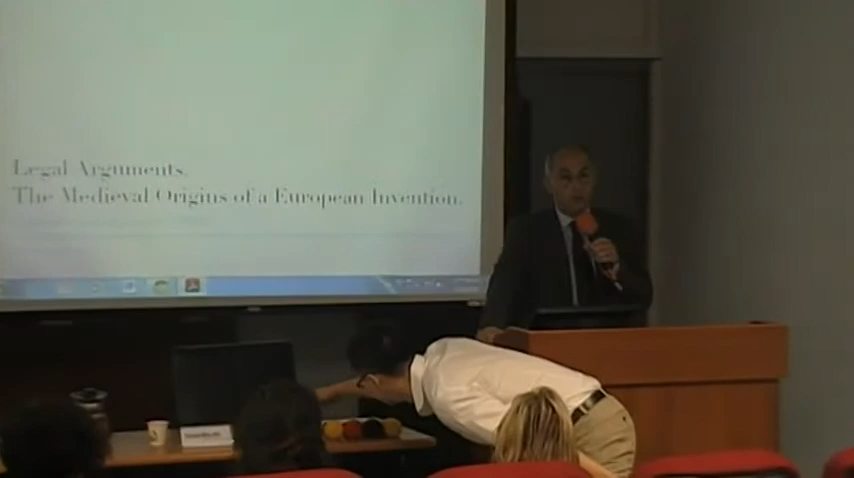 Legal Arguments.
The Medieval Origins of a European Invention.